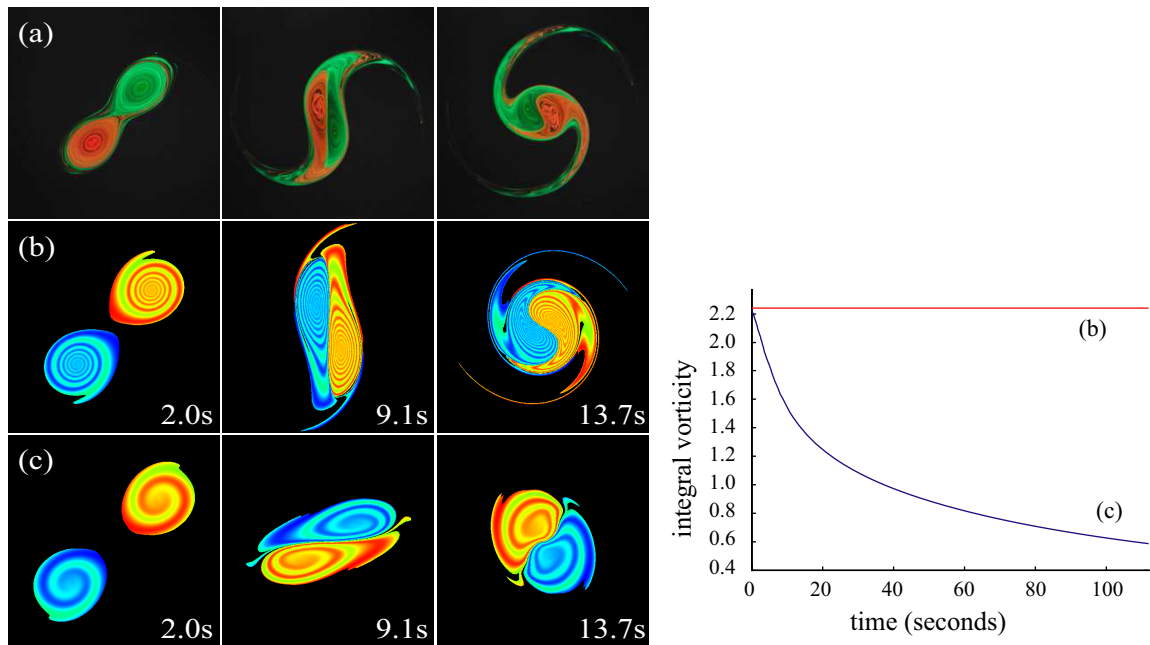 (a)
(b)
2.0s
9.1s
13.7s
(c)
2.0s
9.1s
13.7s
integral vorticity
2.2
2.0
1.8
1.6
1.4
1.2
1.0
0.8
0.6
0.4
(b)
(c)
0
20
40
60
80
100
time (seconds)